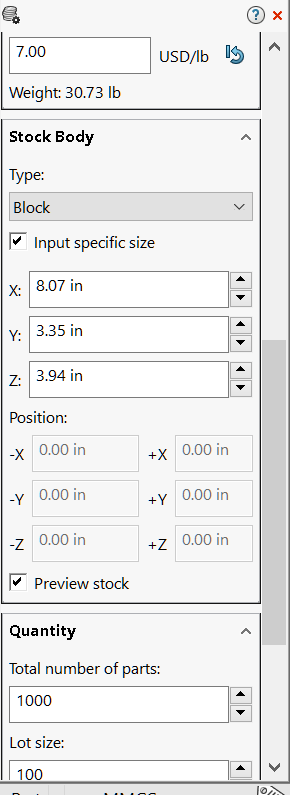 7.00
USD/lb
Weight: 30.73 lb
Stock Body
Type:
Block
Input specific size
X: 8.07 in
Y: 3.35 in
Z: 3.94 in
Position:
-X 0.00 in +X 0.00 in
-Y 0.00 in +Y 0.00 in
-Z 0.00 in +Z 0.00 in
Preview stock
Quantity
Total number of parts:
1000
Lot size:
100